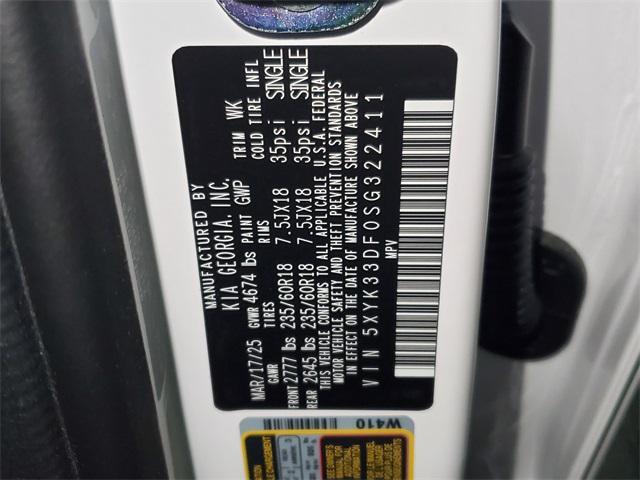 MANUFACTURED BY
KIA GEORGIA, INC.
MAR/17/25 GVWR 4674 lbs PAINT GWP TRIM WK
GAWR TIRES RIMS COLD TIRE INFL
FRONT 2777 lbs 235/60R18 7.5JX18 35psi SINGLE
REAR 2645 lbs 235/60R18 7.5JX18 35psi SINGLE
THIS VEHICLE CONFORMS TO ALL APPLICABLE U.S.A. FEDERAL
MOTOR VEHICLE SAFETY AND THEFT PREVENTION STANDARDS
IN EFFECT ON THE DATE OF MANUFACTURE SHOWN ABOVE
VIN 5XYK33DF0SG322411
MPV
W410